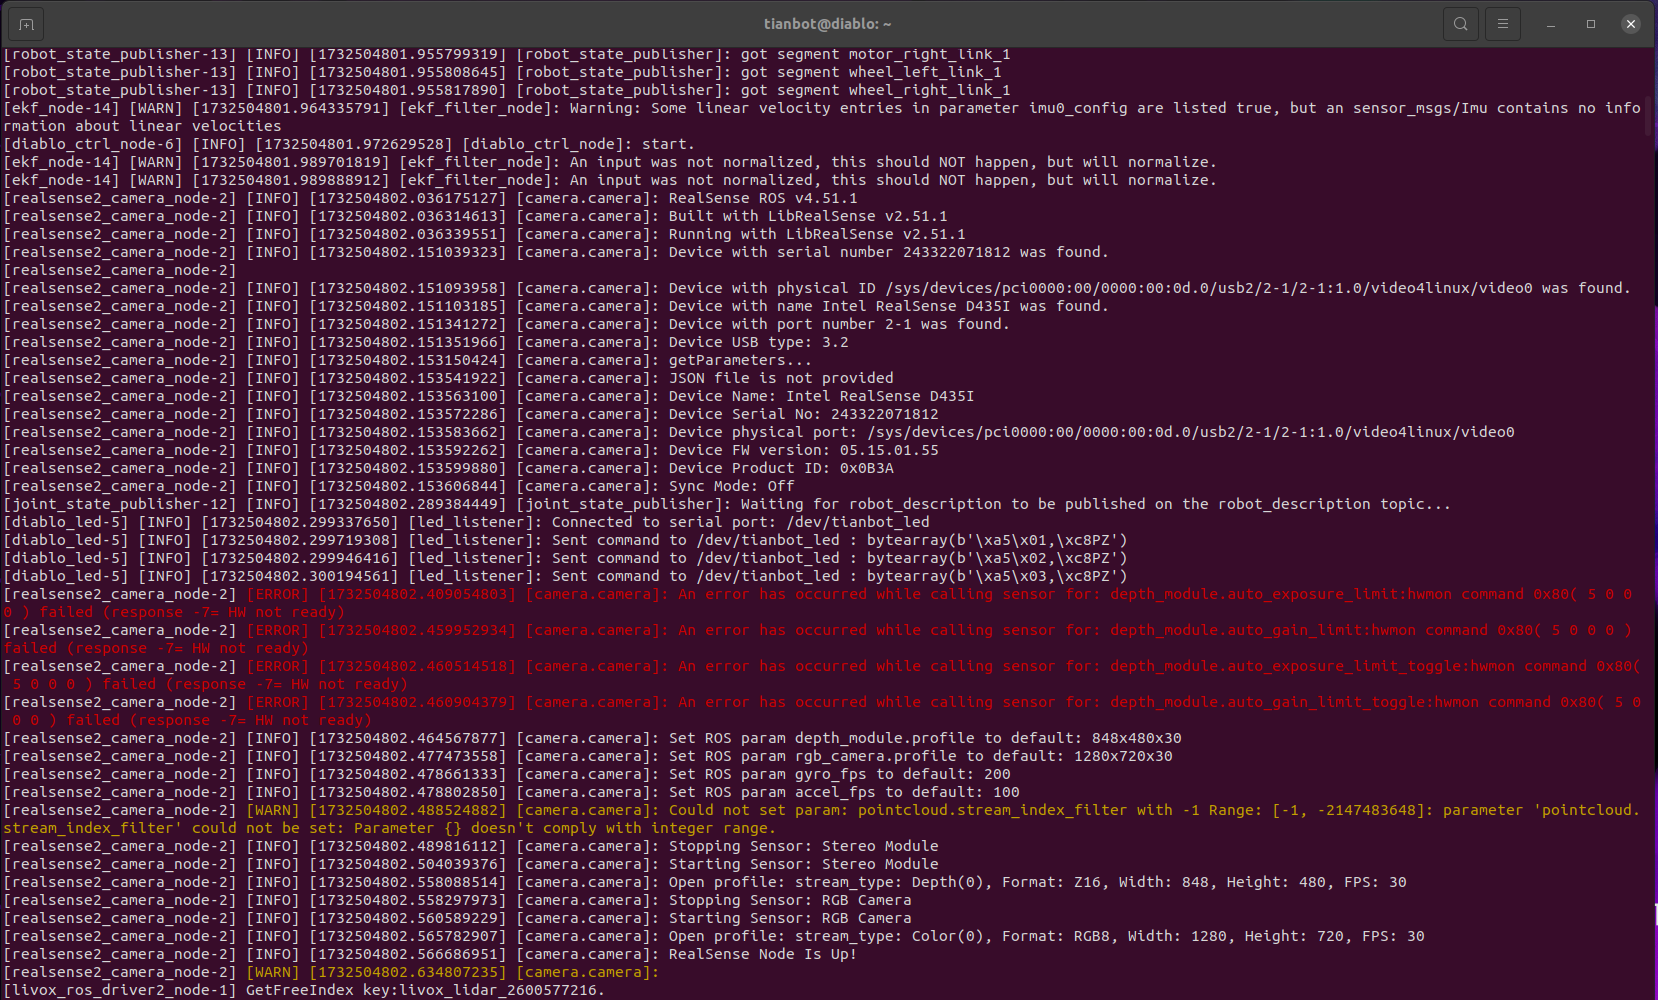 tianbot@diablo: ~
[robot_state_publisher-13] [INFO] [1732504801.955799319] [robot_state_publisher]: got segment motor_right_link_1
[robot_state_publisher-13] [INFO] [1732504801.955808645] [robot_state_publisher]: got segment wheel_left_link_1
[robot_state_publisher-13] [INFO] [1732504801.955817890] [robot_state_publisher]: got segment wheel_right_link_1
[ekf_node-14] [WARN] [1732504801.964335791] [ekf_filter_node]: Warning: Some linear velocity entries in parameter imu0_config are listed true, but an sensor_msgs/Imu contains no info
rmation about linear velocities
[diablo_ctrl_node-6] [INFO] [1732504801.972629528] [diablo_ctrl_node]: start.
[ekf_node-14] [WARN] [1732504801.989701819] [ekf_filter_node]: An input was not normalized, this should NOT happen, but will normalize.
[ekf_node-14] [WARN] [1732504801.989888912] [ekf_filter_node]: An input was not normalized, this should NOT happen, but will normalize.
[realsense2_camera_node-2] [INFO] [1732504802.036175127] [camera.camera]: RealSense ROS v4.51.1
[realsense2_camera_node-2] [INFO] [1732504802.036314613] [camera.camera]: Built with LibRealSense v2.51.1
[realsense2_camera_node-2] [INFO] [1732504802.036339551] [camera.camera]: Running with LibRealSense v2.51.1
[realsense2_camera_node-2] [INFO] [1732504802.151039323] [camera.camera]: Device with serial number 243322071812 was found.
[realsense2_camera_node-2]
[realsense2_camera_node-2] [INFO] [1732504802.151093958] [camera.camera]: Device with physical ID /sys/devices/pci0000:00/0000:00:0d.0/usb2/2-1/2-1:1.0/video4linux/video0 was found.
[realsense2_camera_node-2] [INFO] [1732504802.151103185] [camera.camera]: Device with name Intel RealSense D435I was found.
[realsense2_camera_node-2] [INFO] [1732504802.151341272] [camera.camera]: Device with port number 2-1 was found.
[realsense2_camera_node-2] [INFO] [1732504802.151351966] [camera.camera]: Device USB type: 3.2
[realsense2_camera_node-2] [INFO] [1732504802.153150424] [camera.camera]: getParameters...
[realsense2_camera_node-2] [INFO] [1732504802.153541922] [camera.camera]: JSON file is not provided
[realsense2_camera_node-2] [INFO] [1732504802.153563100] [camera.camera]: Device Name: Intel RealSense D435I
[realsense2_camera_node-2] [INFO] [1732504802.153572286] [camera.camera]: Device Serial No: 243322071812
[realsense2_camera_node-2] [INFO] [1732504802.153583662] [camera.camera]: Device physical port: /sys/devices/pci0000:00/0000:00:0d.0/usb2/2-1/2-1:1.0/video4linux/video0
[realsense2_camera_node-2] [INFO] [1732504802.153592262] [camera.camera]: Device FW version: 05.15.01.55
[realsense2_camera_node-2] [INFO] [1732504802.153599880] [camera.camera]: Device Product ID: 0x0B3A
[realsense2_camera_node-2] [INFO] [1732504802.153606844] [camera.camera]: Sync Mode: Off
[joint_state_publisher-12] [INFO] [1732504802.289384449] [joint_state_publisher]: Waiting for robot_description to be published on the robot_description topic...
[diablo_led-5] [INFO] [1732504802.299337650] [led_listener]: Connected to serial port: /dev/tianbot_led
[diablo_led-5] [INFO] [1732504802.299719308] [led_listener]: Sent command to /dev/tianbot_led : bytearray(b'\xa5\x01,\xc8PZ')
[diablo_led-5] [INFO] [1732504802.299946416] [led_listener]: Sent command to /dev/tianbot_led : bytearray(b'\xa5\x02,\xc8PZ')
[diablo_led-5] [INFO] [1732504802.300194561] [led_listener]: Sent command to /dev/tianbot_led : bytearray(b'\xa5\x03,\xc8PZ')
[realsense2_camera_node-2] [ERROR] [1732504802.409054803] [camera.camera]: An error has occurred while calling sensor for: depth_module.auto_exposure_limit:hwmon command 0x80( 5 0 0
0 ) failed (response -7= HW not ready)
[realsense2_camera_node-2] [ERROR] [1732504802.459952934] [camera.camera]: An error has occurred while calling sensor for: depth_module.auto_gain_limit:hwmon command 0x80( 5 0 0 0 )
failed (response -7= HW not ready)
[realsense2_camera_node-2] [ERROR] [1732504802.460514518] [camera.camera]: An error has occurred while calling sensor for: depth_module.auto_exposure_limit_toggle:hwmon command 0x80(
5 0 0 0 ) failed (response -7= HW not ready)
[realsense2_camera_node-2] [ERROR] [1732504802.460904379] [camera.camera]: An error has occurred while calling sensor for: depth_module.auto_gain_limit_toggle:hwmon command 0x80( 5 0
0 0 ) failed (response -7= HW not ready)
[realsense2_camera_node-2] [INFO] [1732504802.464567877] [camera.camera]: Set ROS param depth_module.profile to default: 848x480x30
[realsense2_camera_node-2] [INFO] [1732504802.477473558] [camera.camera]: Set ROS param rgb_camera.profile to default: 1280x720x30
[realsense2_camera_node-2] [INFO] [1732504802.478661333] [camera.camera]: Set ROS param gyro_fps to default: 200
[realsense2_camera_node-2] [INFO] [1732504802.478802850] [camera.camera]: Set ROS param accel_fps to default: 100
[realsense2_camera_node-2] [WARN] [1732504802.488524882] [camera.camera]: Could not set param: pointcloud.stream_index_filter with -1 Range: [-1, -2147483648]: parameter 'pointcloud.
stream_index_filter' could not be set: Parameter {} doesn't comply with integer range.
[realsense2_camera_node-2] [INFO] [1732504802.489816112] [camera.camera]: Stopping Sensor: Stereo Module
[realsense2_camera_node-2] [INFO] [1732504802.504039376] [camera.camera]: Starting Sensor: Stereo Module
[realsense2_camera_node-2] [INFO] [1732504802.558088514] [camera.camera]: Open profile: stream_type: Depth(0), Format: Z16, Width: 848, Height: 480, FPS: 30
[realsense2_camera_node-2] [INFO] [1732504802.558297973] [camera.camera]: Stopping Sensor: RGB Camera
[realsense2_camera_node-2] [INFO] [1732504802.560589229] [camera.camera]: Starting Sensor: RGB Camera
[realsense2_camera_node-2] [INFO] [1732504802.565782907] [camera.camera]: Open profile: stream_type: Color(0), Format: RGB8, Width: 1280, Height: 720, FPS: 30
[realsense2_camera_node-2] [INFO] [1732504802.566686951] [camera.camera]: RealSense Node Is Up!
[realsense2_camera_node-2] [WARN] [1732504802.634807235] [camera.camera]:
[livox_ros_driver2_node-1] GetFreeIndex key:livox_lidar_2600577216.